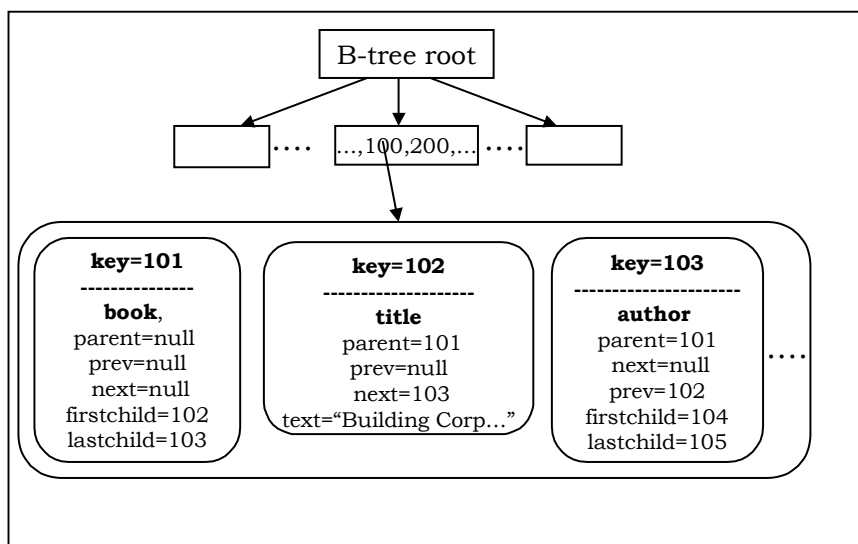 B-tree root
....
...,100,200,...
....
key=101
---------------
book,
parent=null
prev=null
next=null
firstchild=102
lastchild=103
key=102
--------------------
title
parent=101
prev=null
next=103
text=“Building Corp...”
key=103
----------------------
author
parent=101
next=null
prev=102
firstchild=104
lastchild=105
....